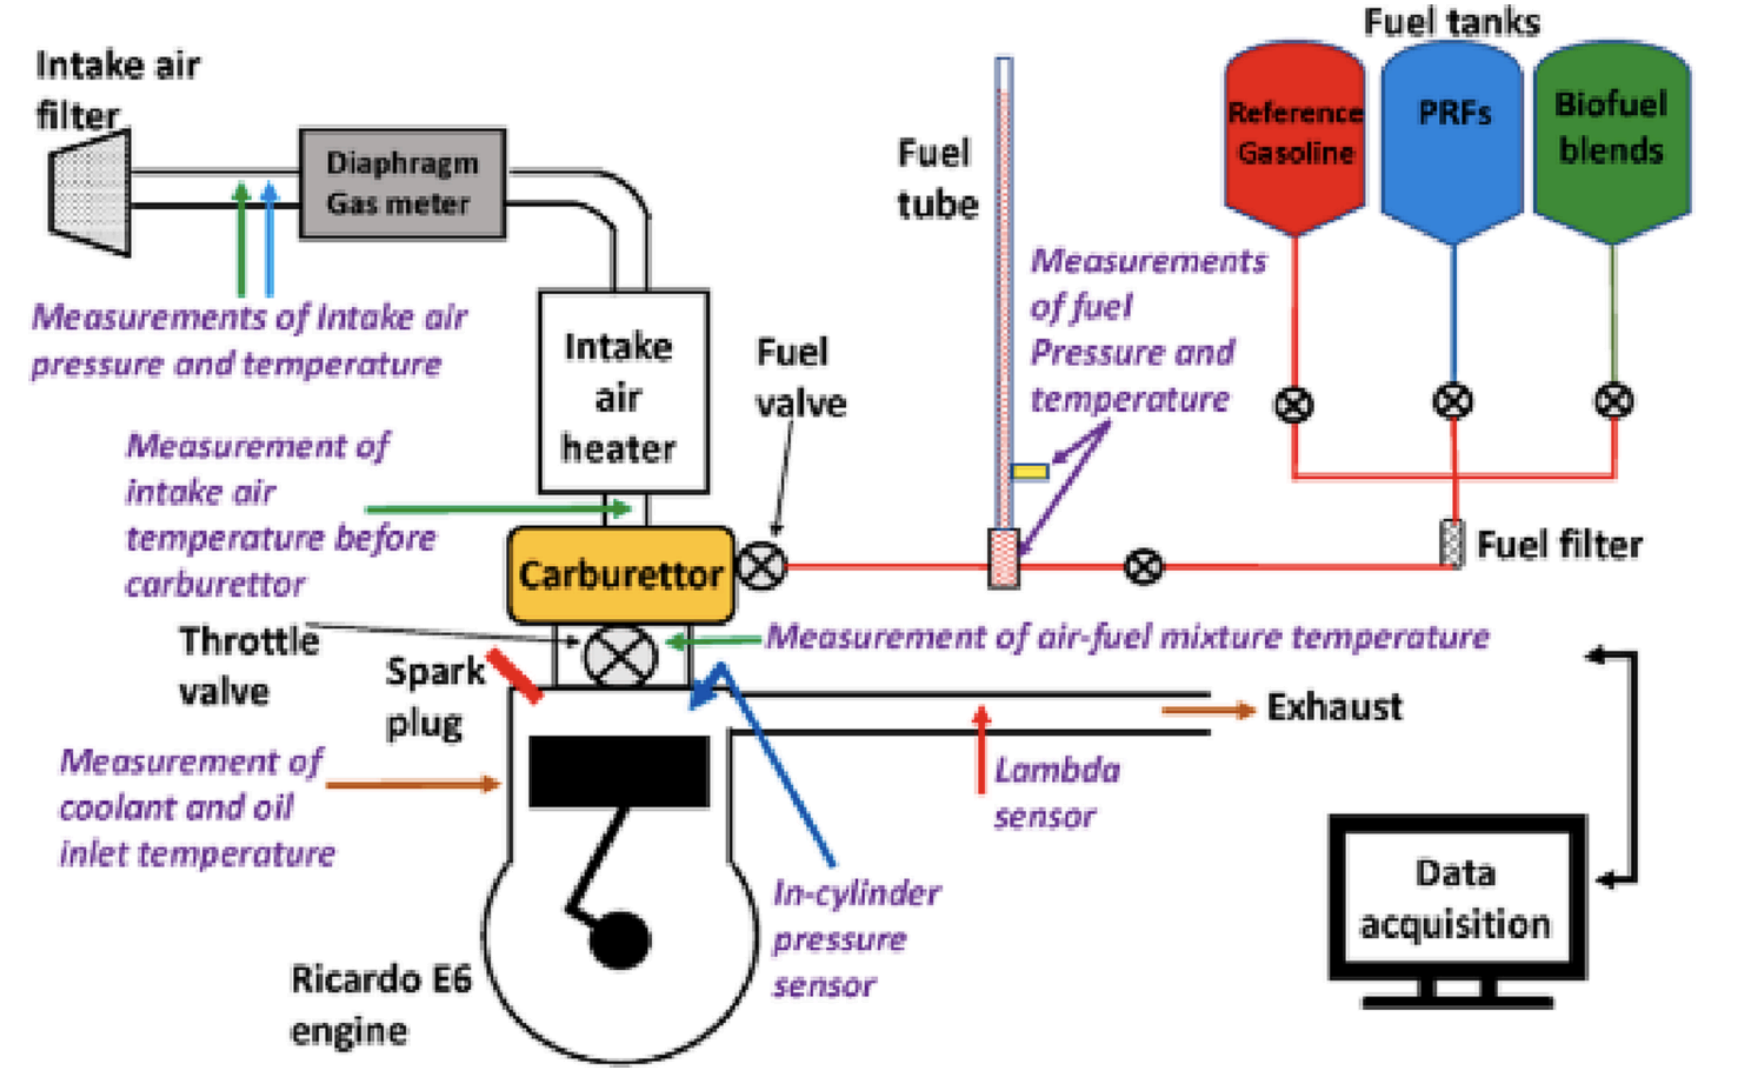 Fuel tanks
Intake air
filter
Diaphragm
Gas meter
Fuel
tube
Reference
Gasoline
PRFs
Biofuel
blends
Measurements of Intake air
pressure and temperature
Measurements
of fuel
Pressure and
temperature
Intake
air
heater
Fuel
valve
Measurement of
intake air
temperature before
carburettor
Carburettor
Fuel filter
Throttle
valve
Spark
plug
Measurement of air-fuel mixture temperature
Exhaust
Measurement of
coolant and oil
inlet temperature
Lambda
sensor
In-cylinder
pressure
sensor
Data
acquisition
Ricardo E6
engine